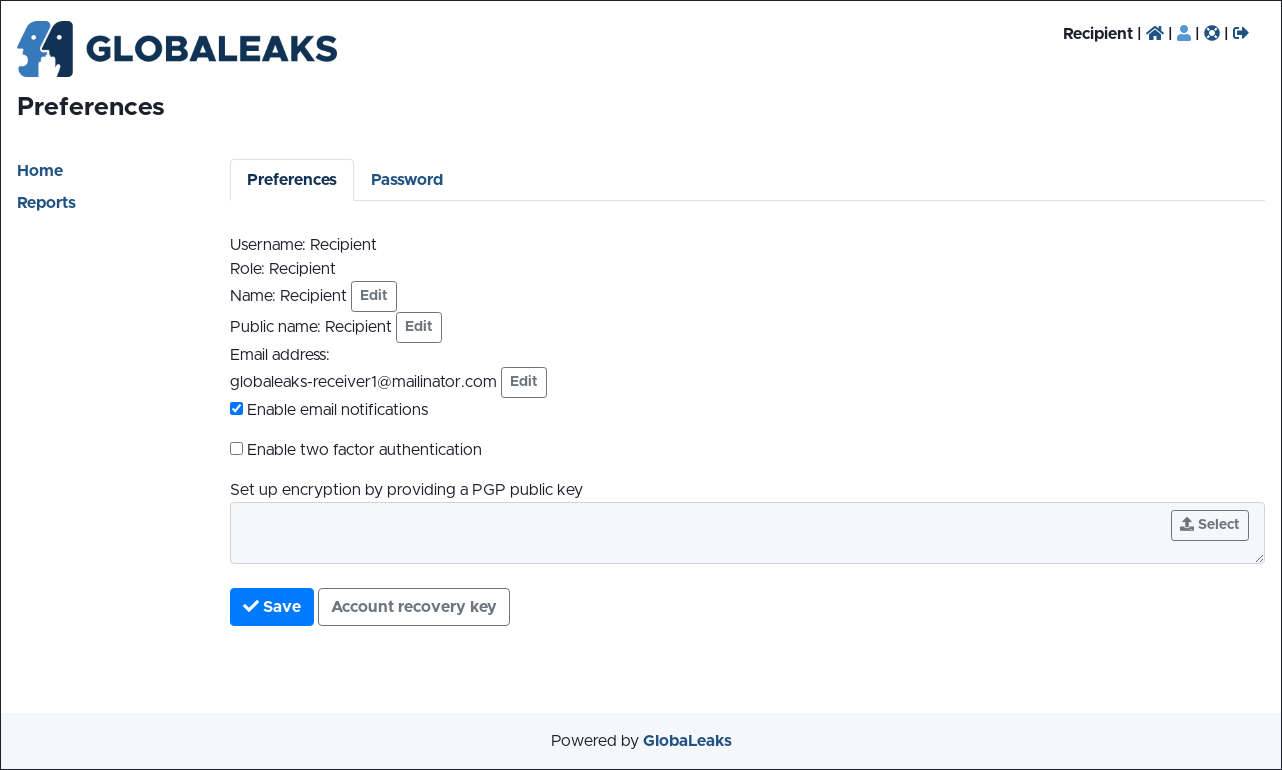 GLOBALEAKS
Recipient | | | |
Preferences
Home
Reports
Preferences Password
Username: Recipient
Role: Recipient
Name: Recipient Edit
Public name: Recipient Edit
Email address:
globaleaks-receiver1@mailinator.com Edit
Enable email notifications
Enable two factor authentication
Set up encryption by providing a PGP public key
Select
Save Account recovery key
Powered by GlobaLeaks